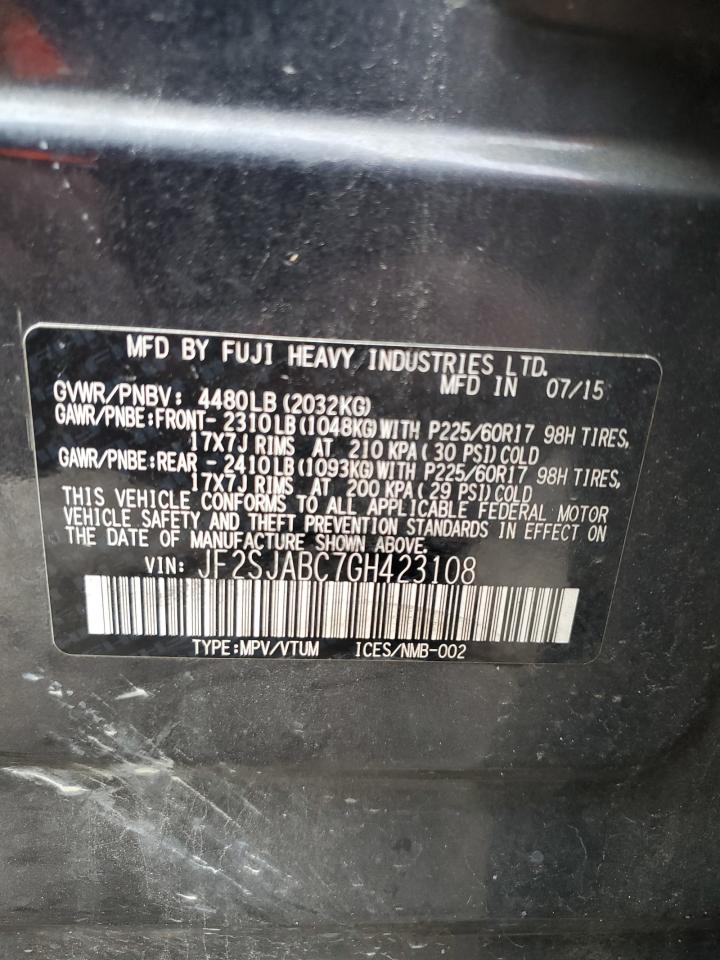 MFD BY FUJI HEAVY INDUSTRIES LTD.
MFD IN 07/15
GVWR/PNBV: 4480LB (2032KG)
GAWR/PNBE:FRONT- 2310LB (1048KG) WITH P225/60R17 98H TIRES,
17X7J RIMS AT 210 KPA ( 30 PSI) COLD
GAWR/PNBE:REAR - 2410LB (1093KG) WITH P225/60R17 98H TIRES,
17X7J RIMS AT 200 KPA (29 PSI) COLD
THIS VEHICLE CONFORMS TO ALL APPLICABLE FEDERAL MOTOR
VEHICLE SAFETY AND THEFT PREVENTION STANDARDS IN EFFECT ON
THE DATE OF MANUFACTURE SHOWN ABOVE.
VIN: JF2SJABC7GH423108
TYPE:MPV/VTUM ICES/NMB-002